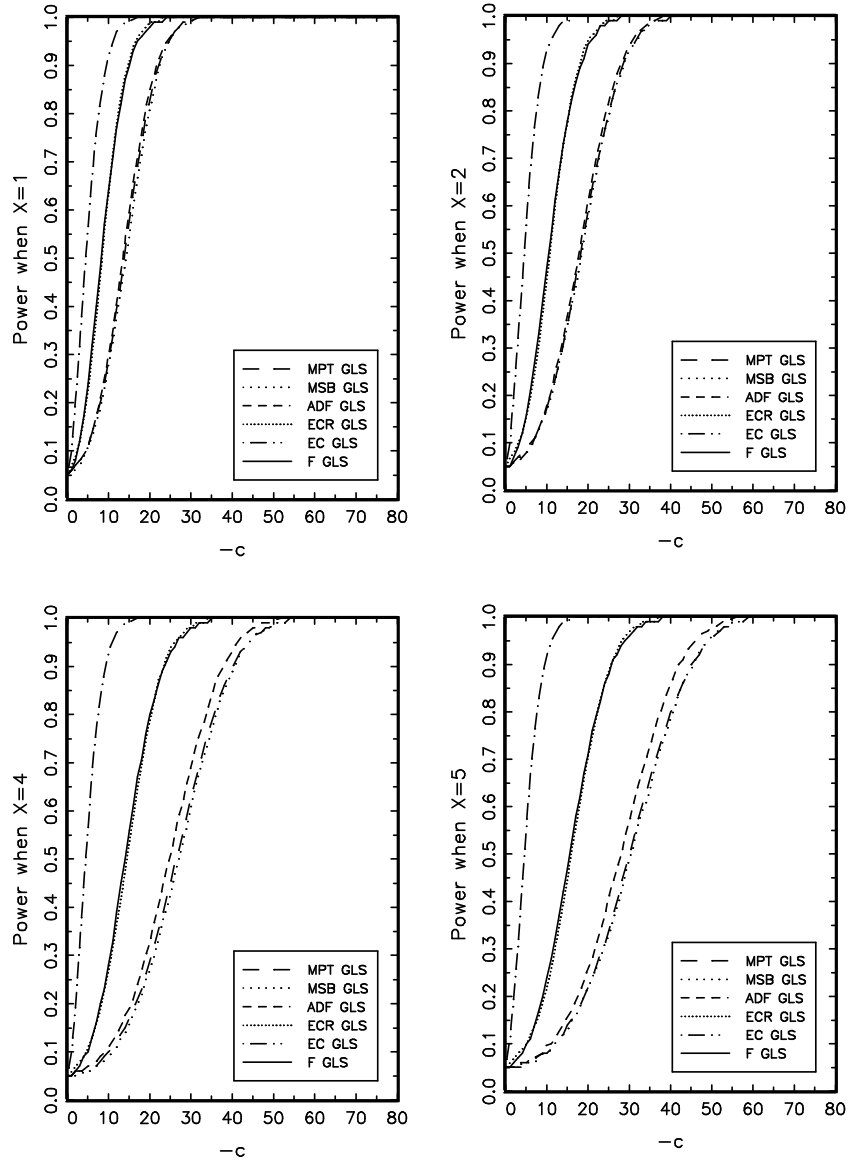 Power when X=1
1.0
0.9
0.8
0.7
0.6
0.5
0.4
0.3
0.2
0.1
0.0
MPT GLS
MSB GLS
ADF GLS
ECR GLS
EC GLS
F GLS
0 10 20 30 40 50 60 70 80
−c
Power when X=2
1.0
0.9
0.8
0.7
0.6
0.5
0.4
0.3
0.2
0.1
0.0
MPT GLS
MSB GLS
ADF GLS
ECR GLS
EC GLS
F GLS
0 10 20 30 40 50 60 70 80
−c
Power when X=4
1.0
0.9
0.8
0.7
0.6
0.5
0.4
0.3
0.2
0.1
0.0
MPT GLS
MSB GLS
ADF GLS
ECR GLS
EC GLS
F GLS
0 10 20 30 40 50 60 70 80
−c
Power when X=5
1.0
0.9
0.8
0.7
0.6
0.5
0.4
0.3
0.2
0.1
0.0
MPT GLS
MSB GLS
ADF GLS
ECR GLS
EC GLS
F GLS
0 10 20 30 40 50 60 70 80
−c